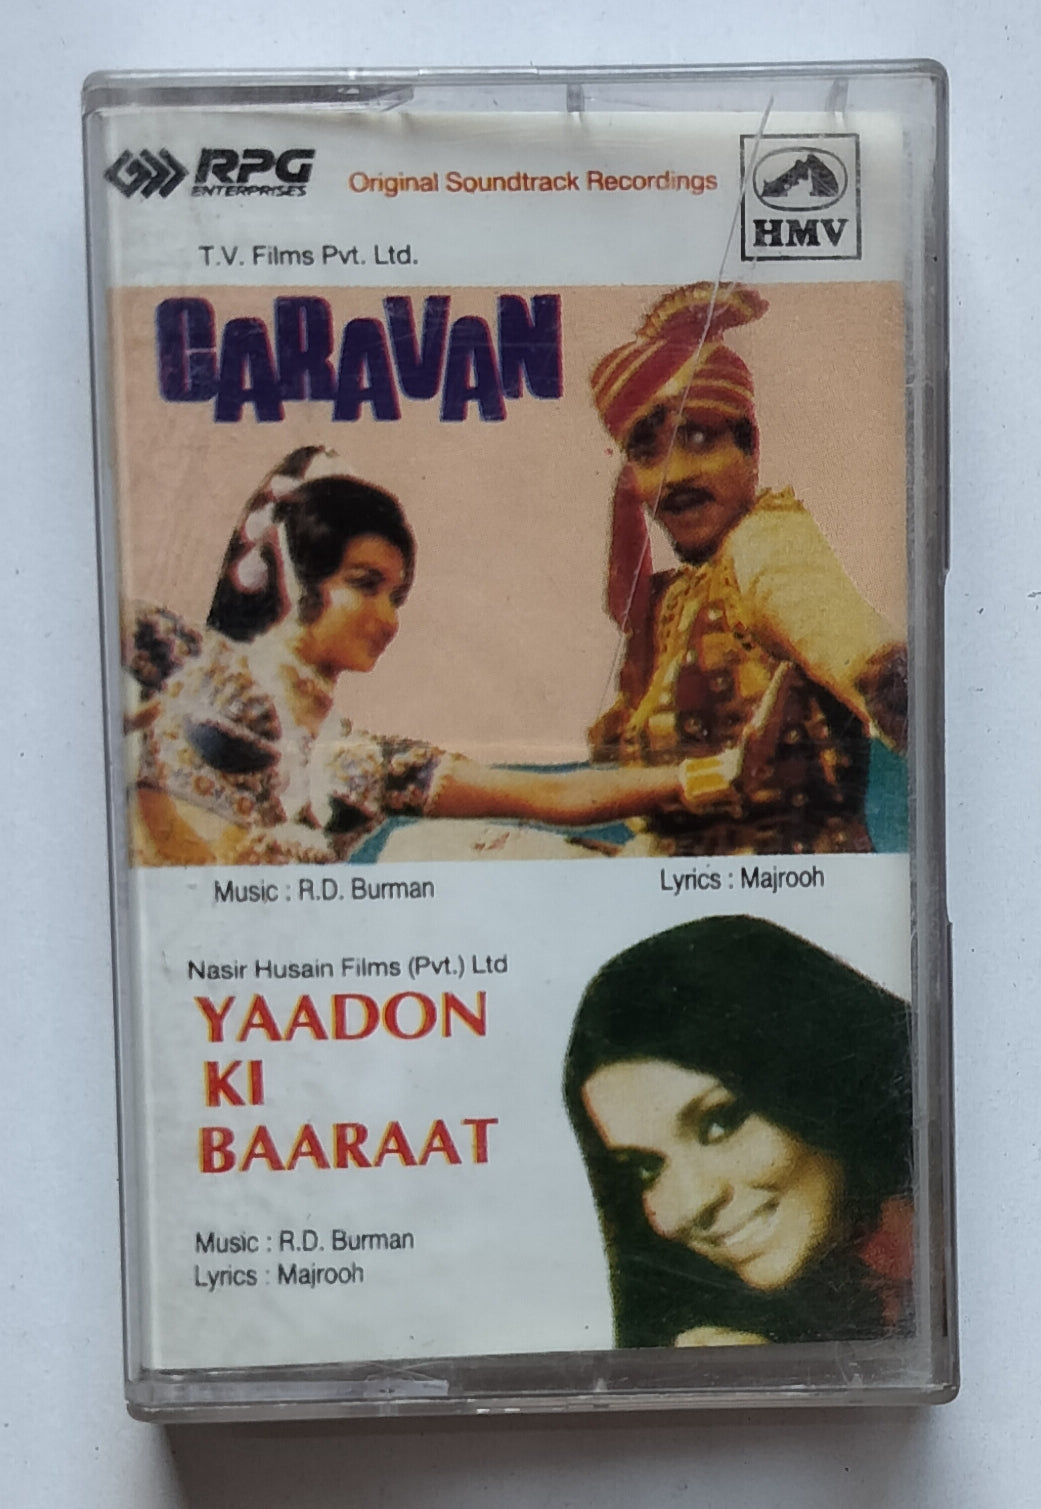 RPG
ENTERPRISES
Original Soundtrack Recordings
HMV
T.V. Films Pvt. Ltd.
CARAVAN
Music : R.D. Burman
Lyrics : Majrooh
Nasir Husain Films (Pvt.) Ltd
YAADON
KI
BAARAAT
Music : R.D. Burman
Lyrics : Majrooh